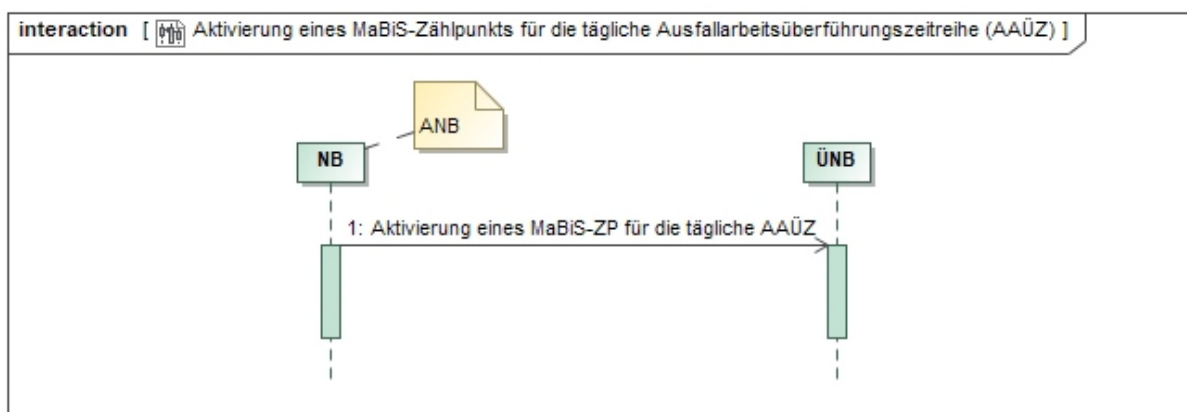 interaction [ Aktivierung eines MaBiS-Zählpunkts für die tägliche Ausfallarbeitsüberführungszeitreihe (AAÜZ) ]
ANB
NB
ÜNB
1: Aktivierung eines MaBiS-ZP für die tägliche AAÜZ